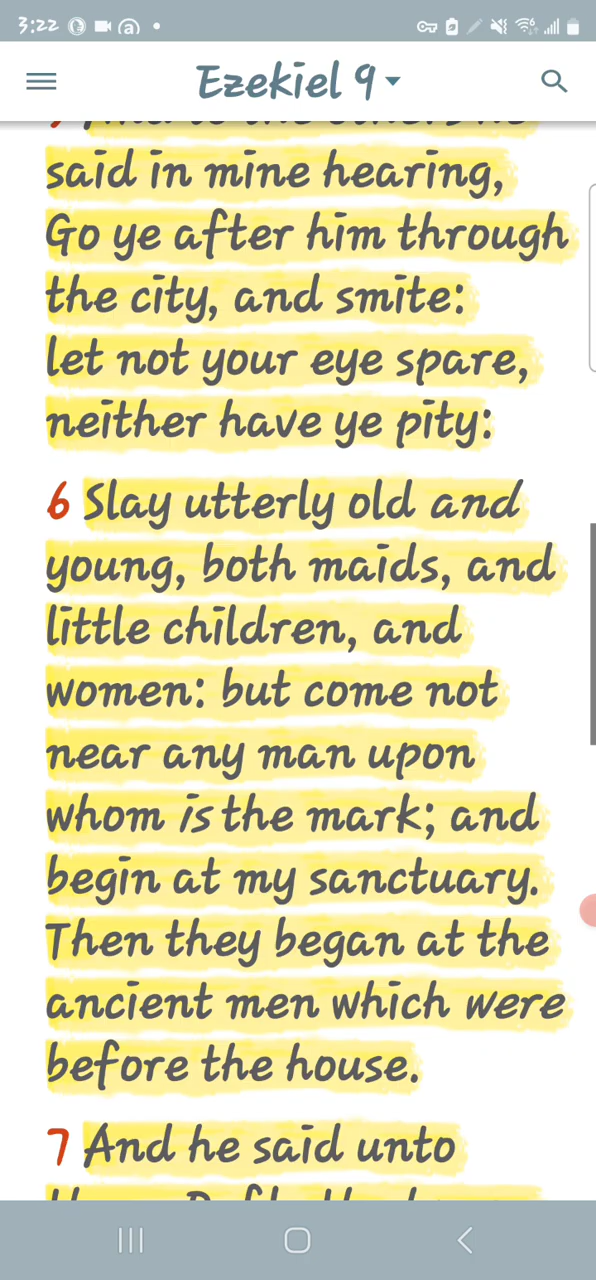 3:22
Ezekiel 9
said in mine hearing,
Go ye after him through
the city, and smite:
let not your eye spare,
neither have ye pity:
6 Slay utterly old and
young, both maids, and
little children, and
women: but come not
near any man upon
whom is the mark; and
begin at my sanctuary.
Then they began at the
ancient men which were
before the house.
7 And he said unto